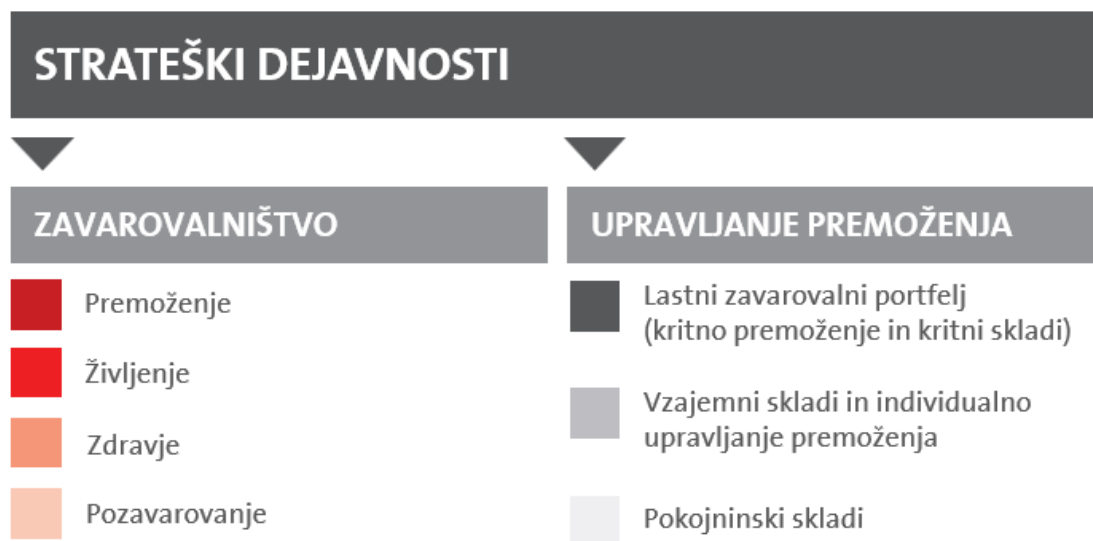 STRATEŠKI DEJAVNOSTI
ZAVAROVALNIŠTVO
Premoženje
Življenje
Zdravje
Pozavarovanje
UPRAVLJANJE PREMOŽENJA
Lastni zavarovalni portfelj
(kritno premoženje in kritni skladi)
Vzajemni skladi in individualno
upravljanje premoženja
Pokojninski skladi